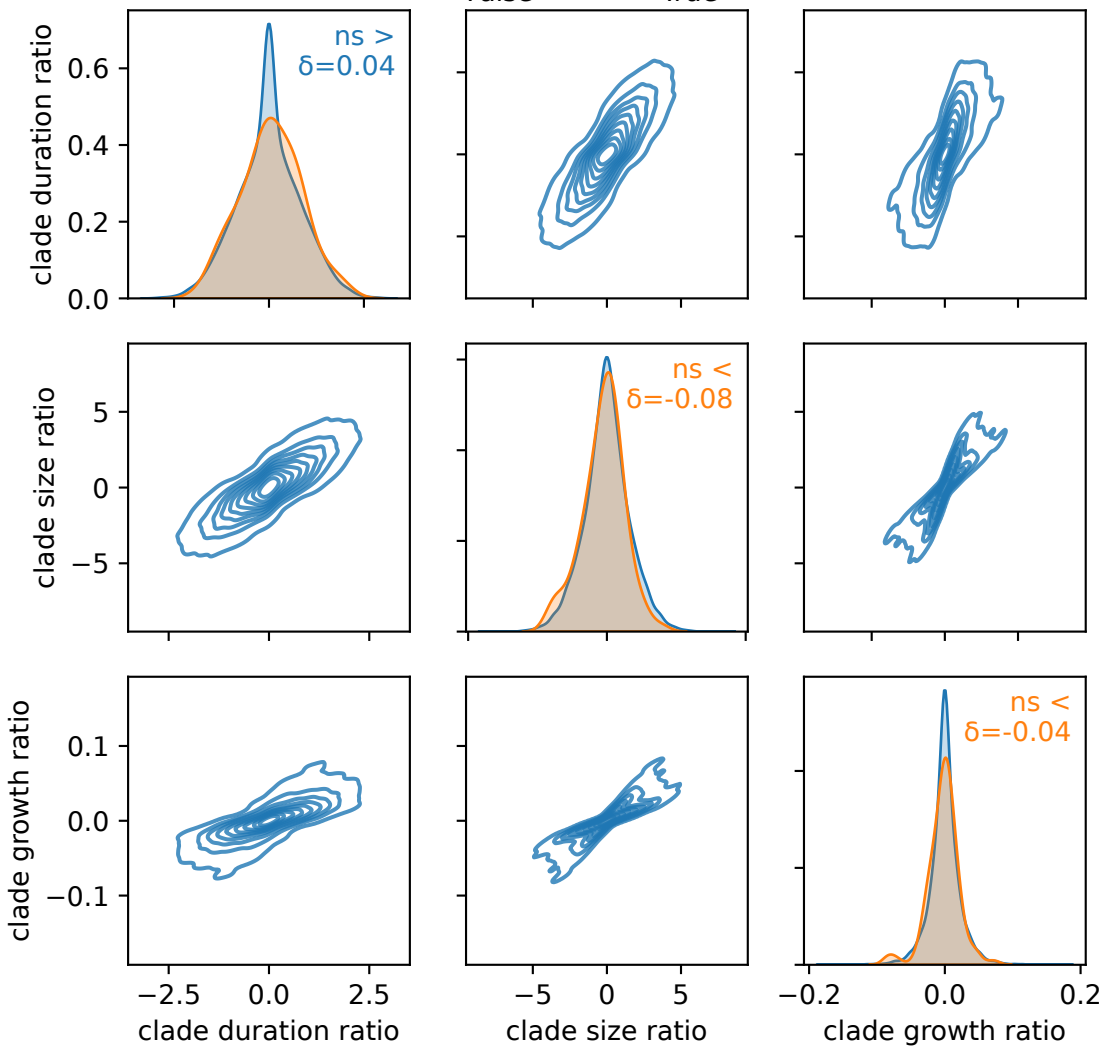 ns >
δ=0.04
clade duration ratio
0.6
0.4
0.2
0.0
ns <
δ=-0.08
clade size ratio
5
0
−5
ns <
δ=-0.04
clade growth ratio
0.1
0.0
−0.1
−2.5 0.0 2.5
−5 0 5
−0.2 0.0 0.2
clade duration ratio
clade size ratio
clade growth ratio